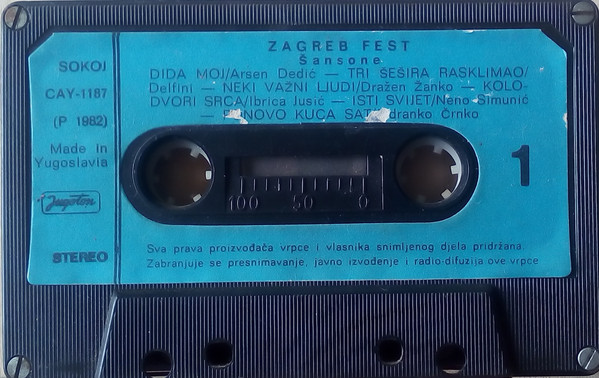 ZAGREB FEST
Šansone
DIDA MOJ/Arsen Dedić — TRI ŠEŠIRA RASKLIMAO/
Delfini — NEKI VAŽNI LJUDI/Dražen Žanko — KOLO-
DVORI SRCA/Ibrica Jusić — ISTI SVIJET/Neno Simunić
NOVO KUCA SAT/ dranko Črnko
SOKOJ
CAY-1187
(P 1982)
Made In
Yugoslavia
Jugoton
STEREO
1
100 50 0
Sva prava proizvođača vrpce i vlasnika snimljenog djela pridržana.
Zabranjuje se presnimavanje, javno izvođenje i radio-difuzija ove vrpce